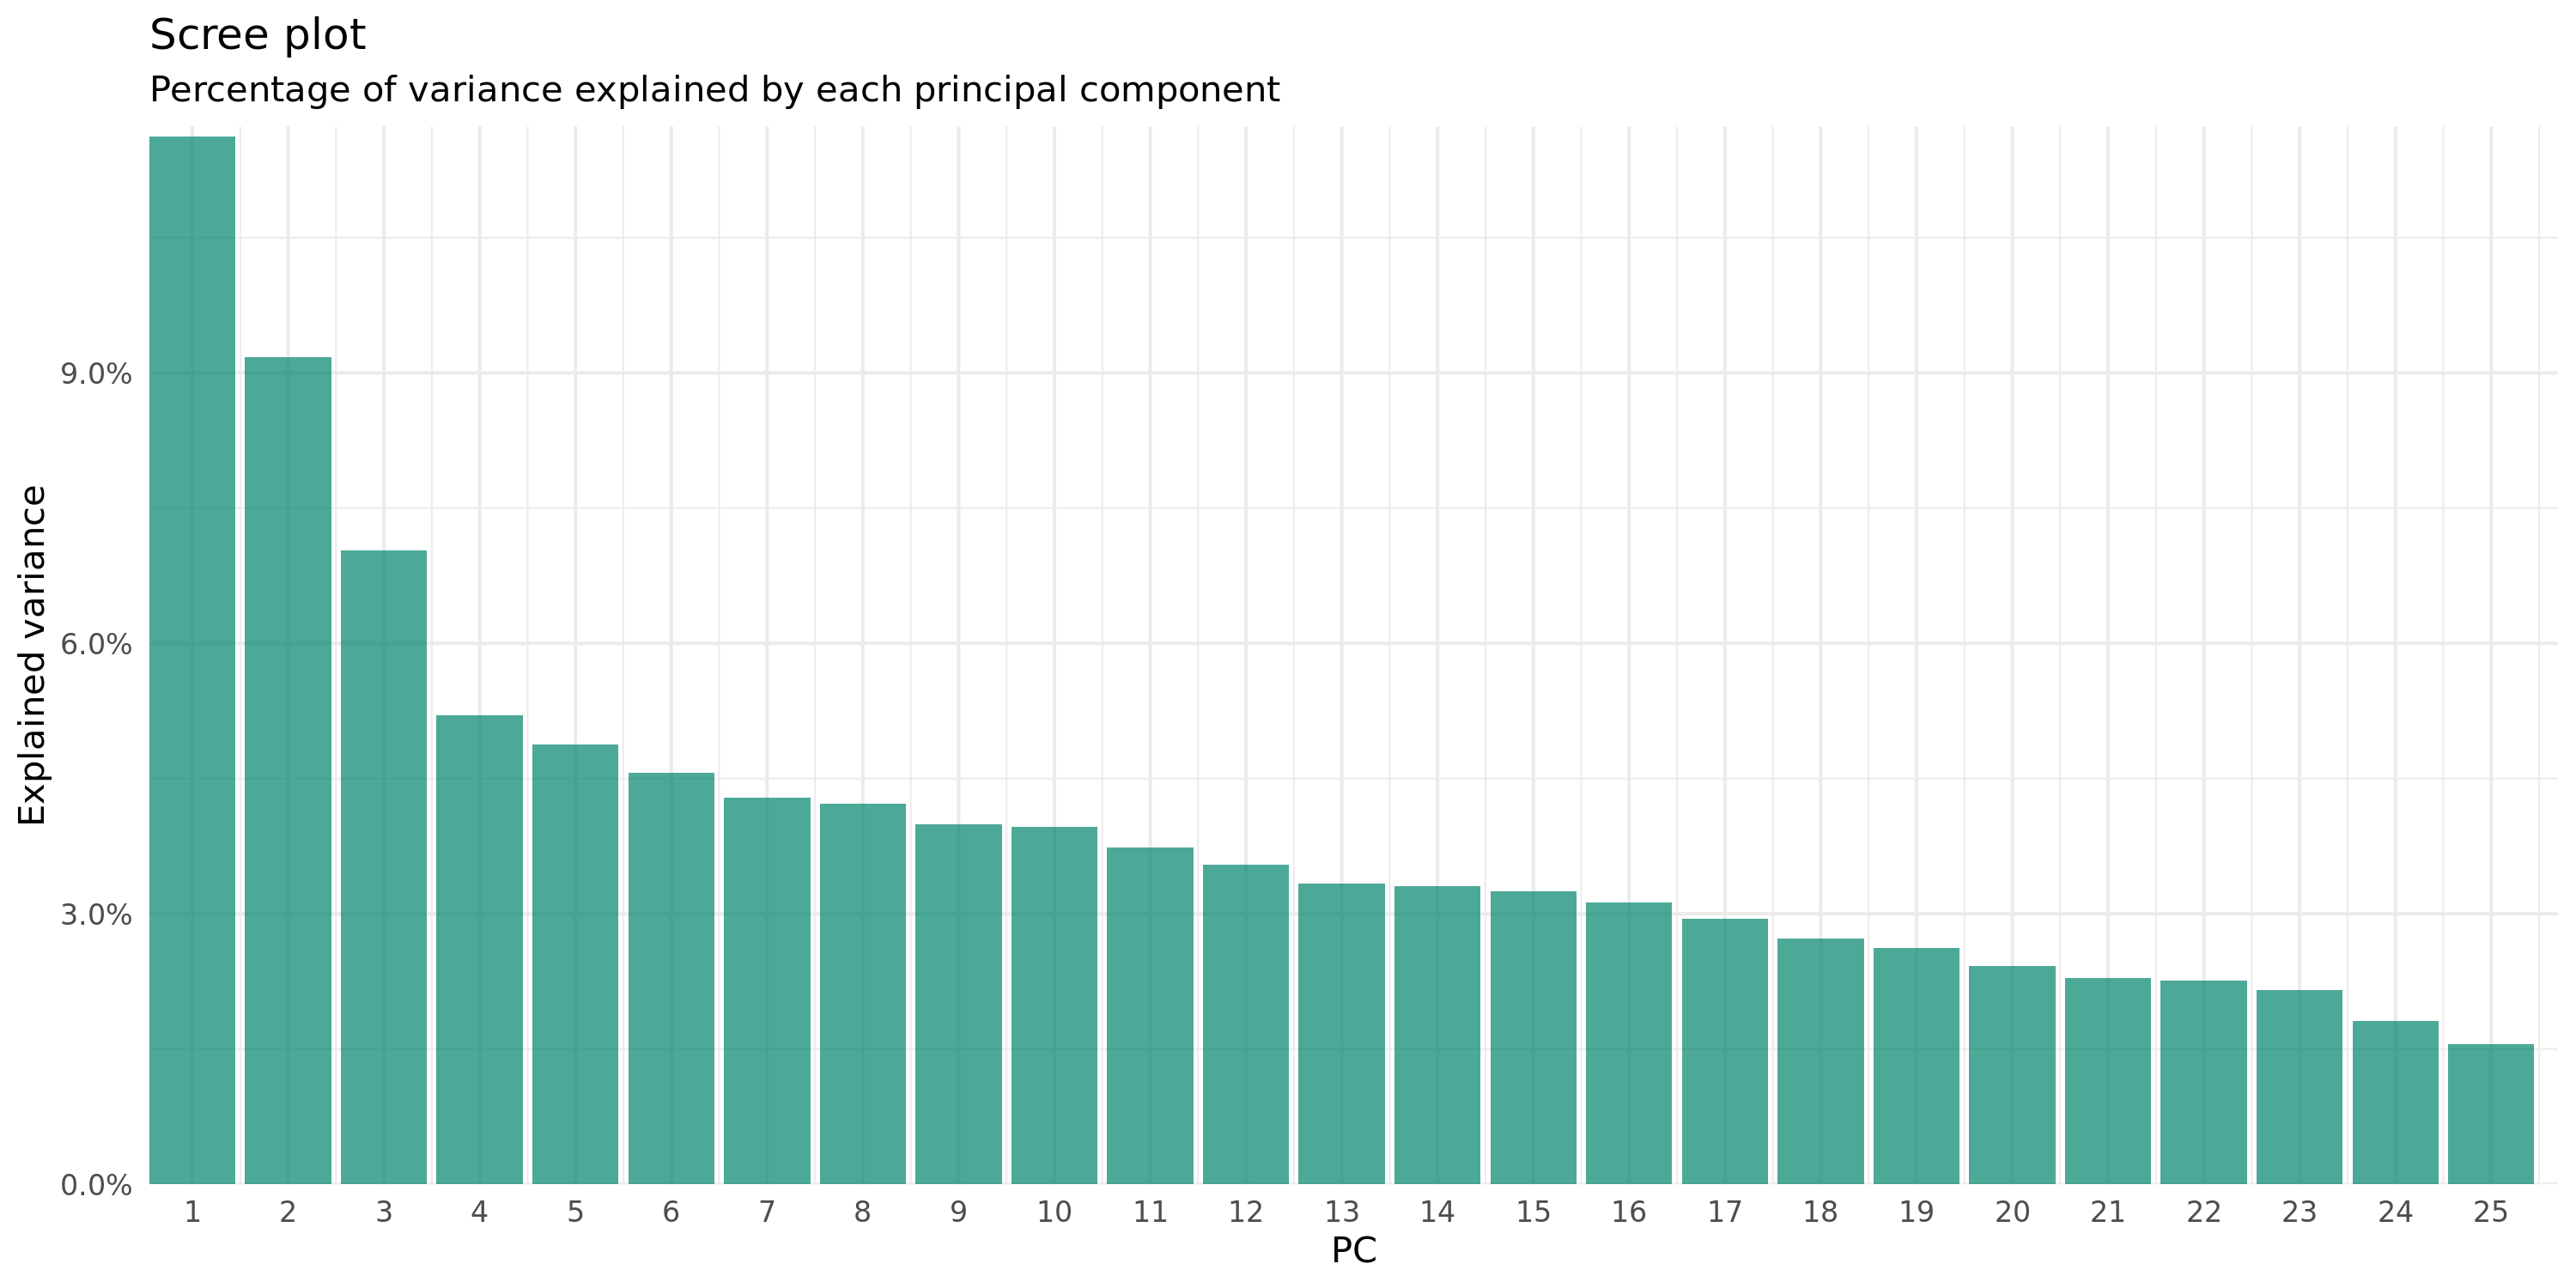 Scree plot
Percentage of variance explained by each principal component
Explained variance
9.0%
6.0%
3.0%
0.0%
1 2 3 4 5 6 7 8 9 10 11 12 13 14 15 16 17 18 19 20 21 22 23 24 25
PC